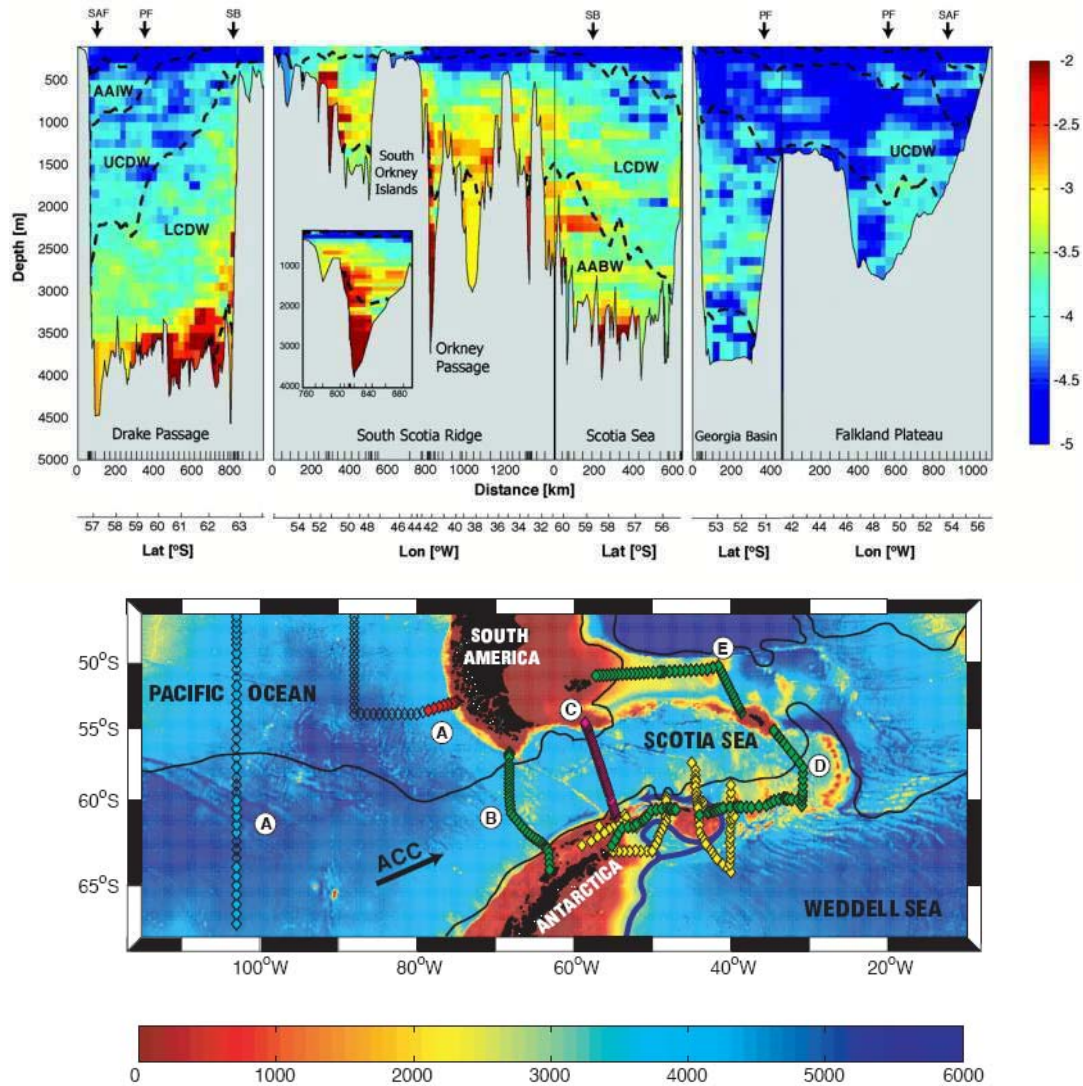 SAF PF SB SB PF PF SAF
500
1000
1500
2000
2500
3000
3500
4000
4500
5000
Depth [m]
AAIW
UCDW
LCDW
South
Orkney
Islands
LCDW
AABW
UCDW
1000
2000
3000
4000
760 800 840 880
Orkney
Passage
Drake Passage South Scotia Ridge Scotia Sea Georgia Basin Falkland Plateau
0 200 400 600 800 0 200 400 600 800 1000 1200 0 200 400 600 0 200 400 0 200 400 600 800 1000
Distance [km]
57 58 59 60 61 62 63 54 52 50 48 46 44 42 40 38 36 34 32 60 59 58 57 56 53 52 51 42 44 46 48 50 52 54 56
Lat [°S] Lon [°W] Lat [°S] Lat [°S] Lon [°W]
-2
-2.5
-3
-3.5
-4
-4.5
-5
50°S
55°S
60°S
65°S
SOUTH
AMERICA
PACIFIC OCEAN
E
C
A
SCOTIA SEA
D
A
B
ACC
ANTARCTICA
WEDDELL SEA
100°W 80°W 60°W 40°W 20°W
0 1000 2000 3000 4000 5000 6000